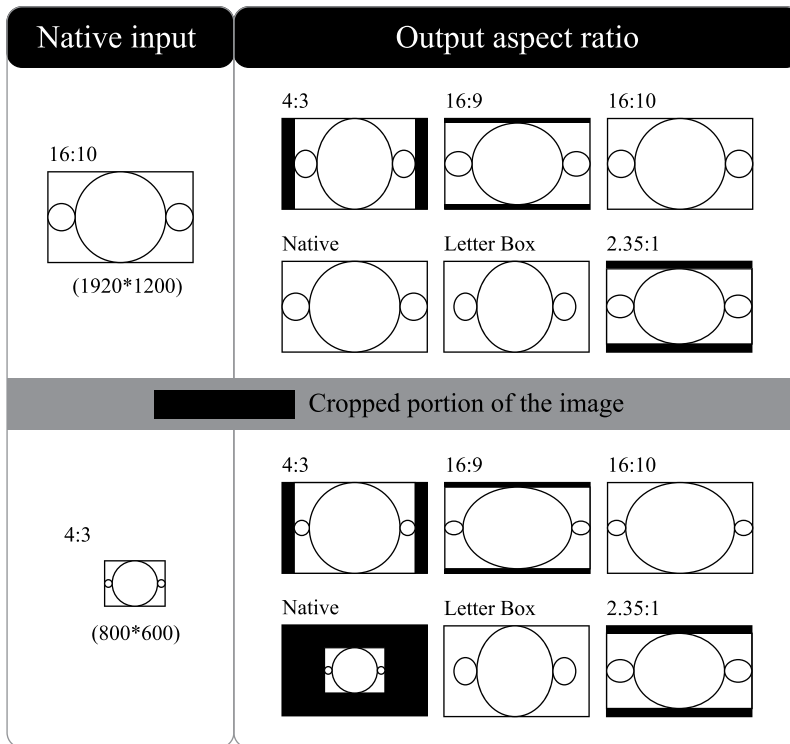 Native input
Output aspect ratio
16:10
(1920*1200)
4:3
16:9
16:10
Native
Letter Box
2.35:1
Cropped portion of the image
4:3
(800*600)
4:3
16:9
16:10
Native
Letter Box
2.35:1